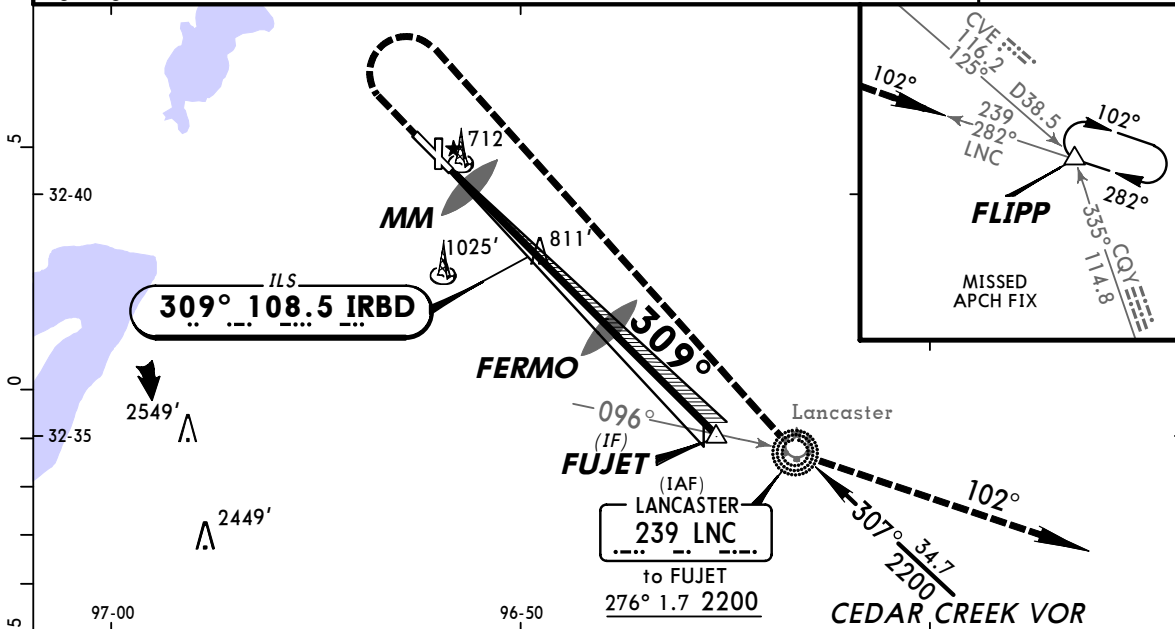 5
32-40
0
32-35
5
97-00
96-50
712
MM
1025'
811'
ILS
309° 108.5 IRBD
FERMO
309°
2549'
2449'
096°
(IF)
FUJET
Lancaster
(IAF)
LANCASTER
239 LNC
to FUJET
276° 1.7 2200
102°
307° 34.7
2200
CEDAR CREEK VOR
CVE
116.2
125°
D38.5
102°
239
282°
LNC
102°
282°
FLIPP
335° CQY
114.8
MISSED
APCH FIX